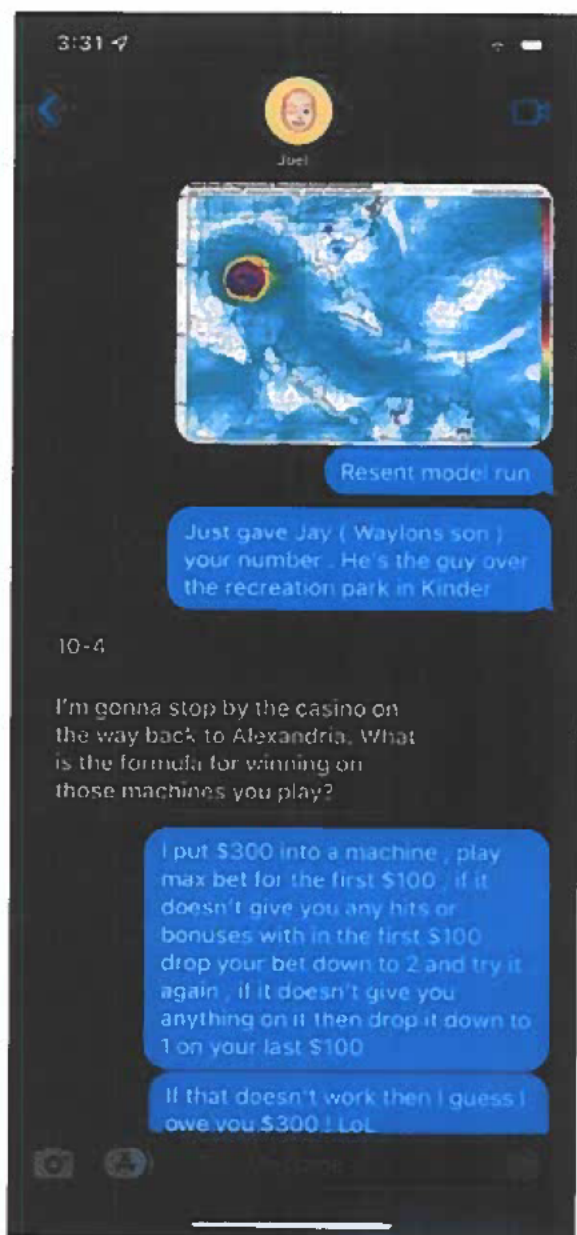 3:31
Joel
Resent model run
Just gave Jay ( Waylons son )
your number . He's the guy over
the recreation park in Kinder
10-4
I'm gonna stop by the casino on
the way back to Alexandria. What
is the formula for winning on
those machines you play?
I put $300 into a machine , play
max bet for the first $100 , if it
doesn't give you any hits or
bonuses with in the first $100
drop your bet down to 2 and try it
again , if it doesn't give you
anything on it then drop it down to
1 on your last $100
If that doesn't work then I guess I
owe you $300 ! LoL